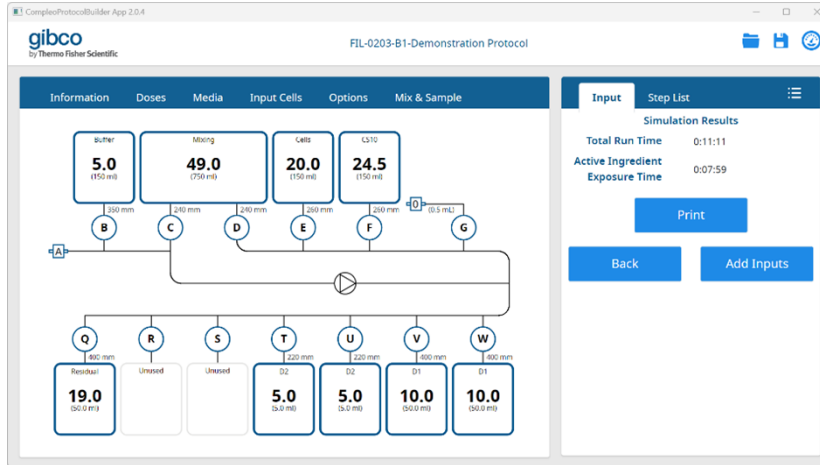 CompleoProtocolBuilder App 2.0.4
gibco
by Thermo Fisher Scientific
FIL-0203-B1-Demonstration Protocol
Information Doses Media Input Cells Options Mix & Sample
Buffer
5.0
(150 ml)
Mixing
49.0
(750 ml)
Cells
20.0
(150 ml)
CS10
24.5
(150 ml)
350 mm 240 mm 240 mm 260 mm 260 mm
0 (0.5 mL)
B C D E F G
A
Q R S T U V W
400 mm 220 mm 220 mm 400 mm 400 mm
Residual
19.0
(50.0 ml)
Unused
Unused
D2
5.0
(5.0 ml)
D2
5.0
(5.0 ml)
D1
10.0
(50.0 ml)
D1
10.0
(50.0 ml)
Input Step List
Simulation Results
Total Run Time 0:11:11
Active Ingredient
Exposure Time 0:07:59
Print
Back Add Inputs